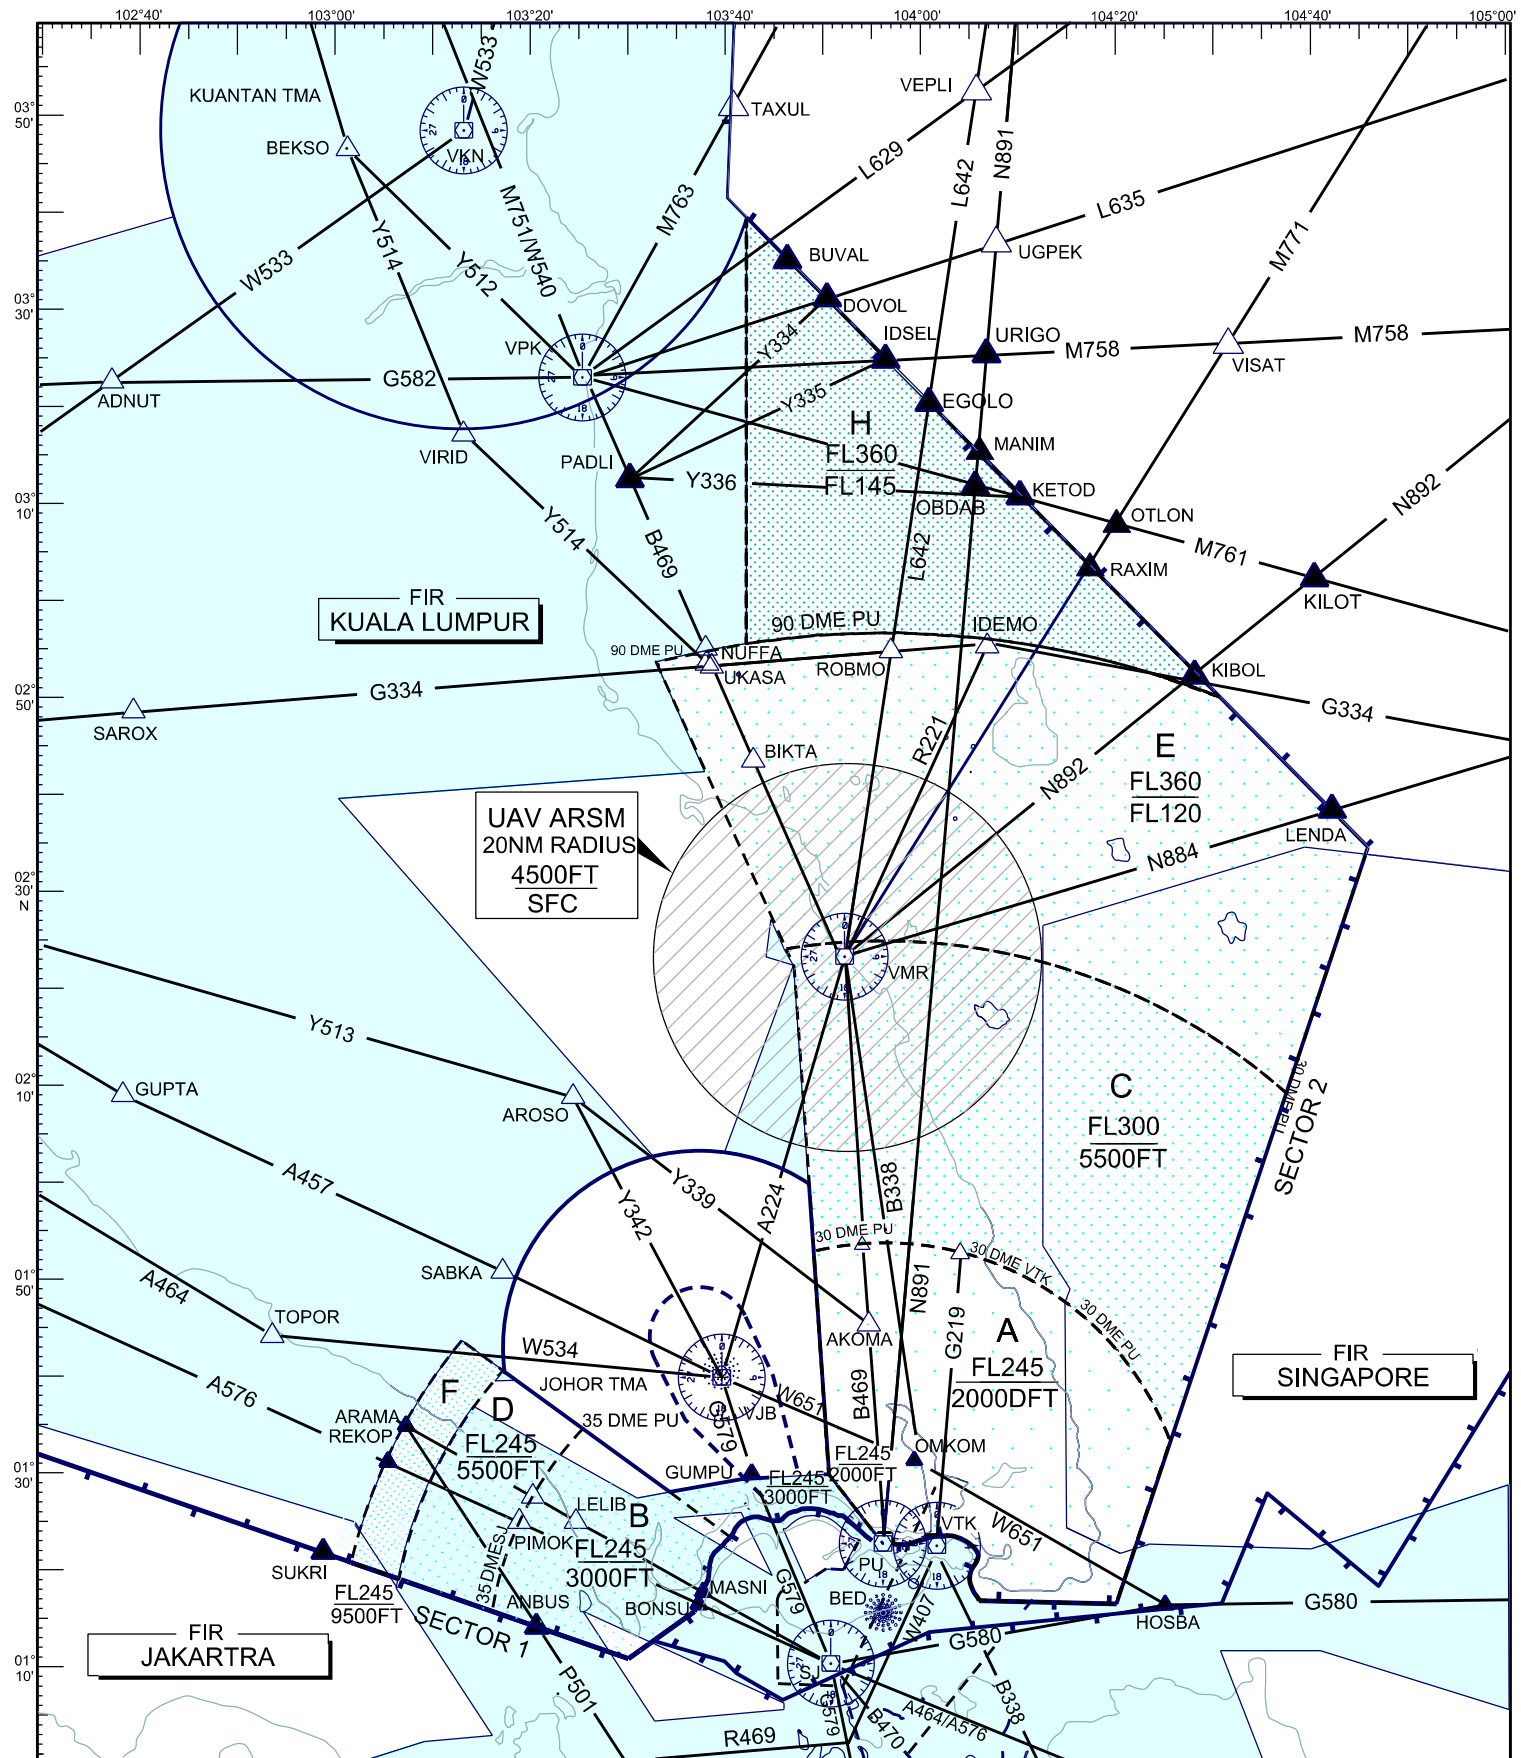 102°40'
103°00'
103°20'
103°40'
104°00'
104°20'
104°40'
105°00'
03°
50'
03°
30'
03°
10'
02°
50'
02°
30'
N
02°
10'
01°
50'
01°
30'
01°
10'
KUANTAN TMA
W533
VEPLI
TAXUL
BEKSO
VKN
L629
L642
N891
M763
L635
M751/W540
Y514
Y512
W533
M771
UGPEK
BUVAL
DOVOL
VPK
Y334
IDSEL
URIGO
M758
M758
VISAT
G582
ADNUT
Y335
EGOLO
H
FL360
FL145
MANIM
VIRID
PADLI
Y336
OBDAB
KETOD
N892
OTLON
Y514
B469
L642
M761
RAXIM
KILOT
FIR
KUALA LUMPUR
90 DME PU
IDEMO
90 DME PU
NUFFA
UKASA
ROBMO
KIBOL
G334
SAROX
G334
BIKTA
R221
E
FL360
FL120
N892
UAV ARSM
20NM RADIUS
4500FT
SFC
LENDA
N884
VMR
Y513
GUPTA
AROSO
C
FL300
5500FT
30 DME PU
SECTOR 2
A457
Y339
Y342
A224
B338
30 DME PU
30 DME VTK
30 DME PU
SABKA
A464
N891
TOPOR
AKOMA
G219
A
FL245
2000DFT
W534
JOHOR TMA
FIR
SINGAPORE
A576
F
D
FL245
5500FT
VJB
W651
B469
ARAMA
REKOP
35 DME PU
G579
GUMPU
FL245
2000FT
FL245
3000FT
OMKOM
LELIB
B
FL245
3000FT
PIMOK
VTK
W651
35 DMESJ
PU
SUKRI
FL245
9500FT
SECTOR 1
ANBUS
MASNI
BONSU
G579
BED
W407
HOSBA
G580
G580
FIR
JAKARTRA
SJ
P501
G579
B470
A464/A576
B338
R469